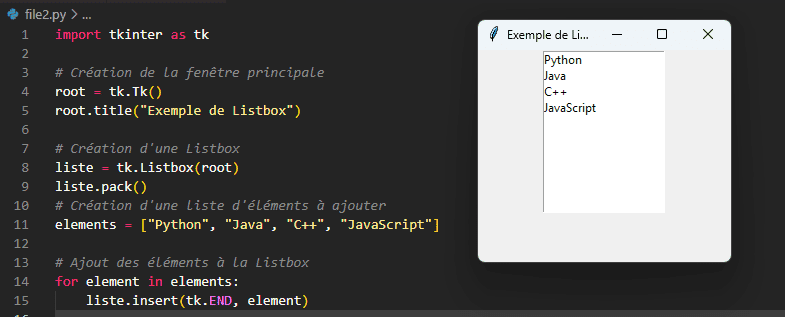 file2.py > ...
1 import tkinter as tk
2
3 # Création de la fenêtre principale
4 root = tk.Tk()
5 root.title("Exemple de Listbox")
6
7 # Création d'une Listbox
8 liste = tk.Listbox(root)
9 liste.pack()
10 # Création d'une liste d'éléments à ajouter
11 elements = ["Python", "Java", "C++", "JavaScript"]
12
13 # Ajout des éléments à la Listbox
14 for element in elements:
15     liste.insert(tk.END, element)
16
Exemple de Li...
Python
Java
C++
JavaScript